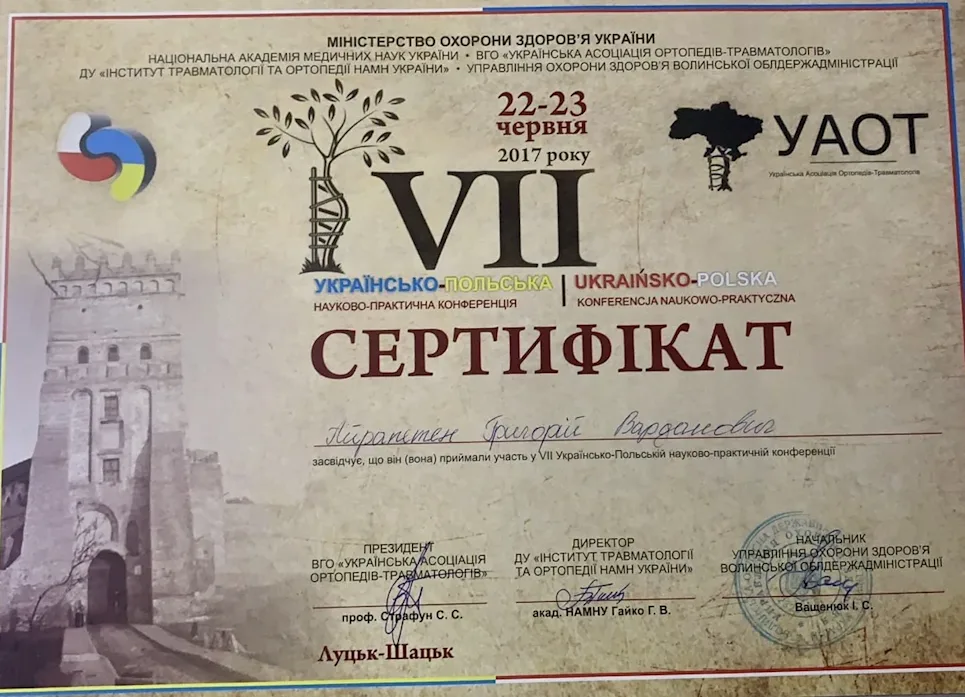 МІНІСТЕРСТВО ОХОРОНИ ЗДОРОВ'Я УКРАЇНИ
НАЦІОНАЛЬНА АКАДЕМІЯ МЕДИЧНИХ НАУК УКРАЇНИ • ВГО «УКРАЇНСЬКА АСОЦІАЦІЯ ОРТОПЕДІВ-ТРАВМАТОЛОГІВ»
ДУ «ІНСТИТУТ ТРАВМАТОЛОГІЇ ТА ОРТОПЕДІЇ НАМН УКРАЇНИ» • УПРАВЛІННЯ ОХОРОНИ ЗДОРОВ'Я ВОЛИНСЬКОЇ ОБЛДЕРЖАДМІНІСТРАЦІЇ
22-23
червня
2017 року
УАОТ
Українська Асоціація Ортопедів-Травматологів
VII
УКРАЇНСЬКО-ПОЛЬСЬКА | UKRAIŃSKO-POLSKA
НАУКОВО-ПРАКТИЧНА КОНФЕРЕНЦІЯ KONFERENCJA NAUKOWO-PRAKTYCZNA
СЕРТИФІКАТ
Айрапетян Григорій Варданович
засвідчує, що він (вона) приймали участь у VII Українсько-Польській науково-практичній конференції
ПРЕЗИДЕНТ
ВГО «УКРАЇНСЬКА АСОЦІАЦІЯ
ОРТОПЕДІВ-ТРАВМАТОЛОГІВ»
проф. Страфун С. С.
ДИРЕКТОР
ДУ «ІНСТИТУТ ТРАВМАТОЛОГІЇ
ТА ОРТОПЕДІЇ НАМН УКРАЇНИ»
акад. НАМНУ Гайко Г. В.
НАЧАЛЬНИК
УПРАВЛІННЯ ОХОРОНИ ЗДОРОВ'Я
ВОЛИНСЬКОЇ ОБЛДЕРЖАДМІНІСТРАЦІЇ
Ващенюк І. С.
Луцьк-Шацьк